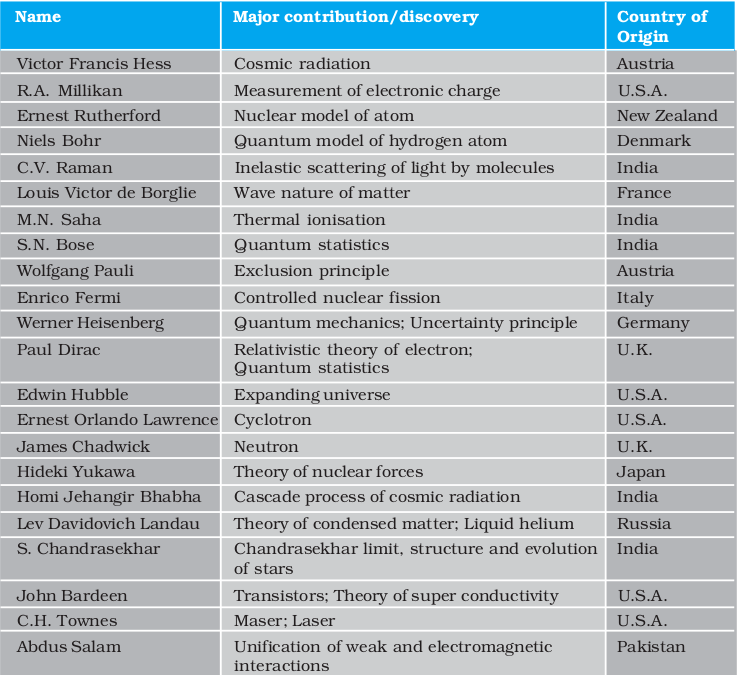 Name Major contribution/discovery Country of
Origin
Victor Francis Hess Cosmic radiation Austria
R.A. Millikan Measurement of electronic charge U.S.A.
Ernest Rutherford Nuclear model of atom New Zealand
Niels Bohr Quantum model of hydrogen atom Denmark
C.V. Raman Inelastic scattering of light by molecules India
Louis Victor de Borglie Wave nature of matter France
M.N. Saha Thermal ionisation India
S.N. Bose Quantum statistics India
Wolfgang Pauli Exclusion principle Austria
Enrico Fermi Controlled nuclear fission Italy
Werner Heisenberg Quantum mechanics; Uncertainty principle Germany
Paul Dirac Relativistic theory of electron; U.K.
Quantum statistics
Edwin Hubble Expanding universe U.S.A.
Ernest Orlando Lawrence Cyclotron U.S.A.
James Chadwick Neutron U.K.
Hideki Yukawa Theory of nuclear forces Japan
Homi Jehangir Bhabha Cascade process of cosmic radiation India
Lev Davidovich Landau Theory of condensed matter; Liquid helium Russia
S. Chandrasekhar Chandrasekhar limit, structure and evolution India
of stars
John Bardeen Transistors; Theory of super conductivity U.S.A.
C.H. Townes Maser; Laser U.S.A.
Abdus Salam Unification of weak and electromagnetic Pakistan
interactions